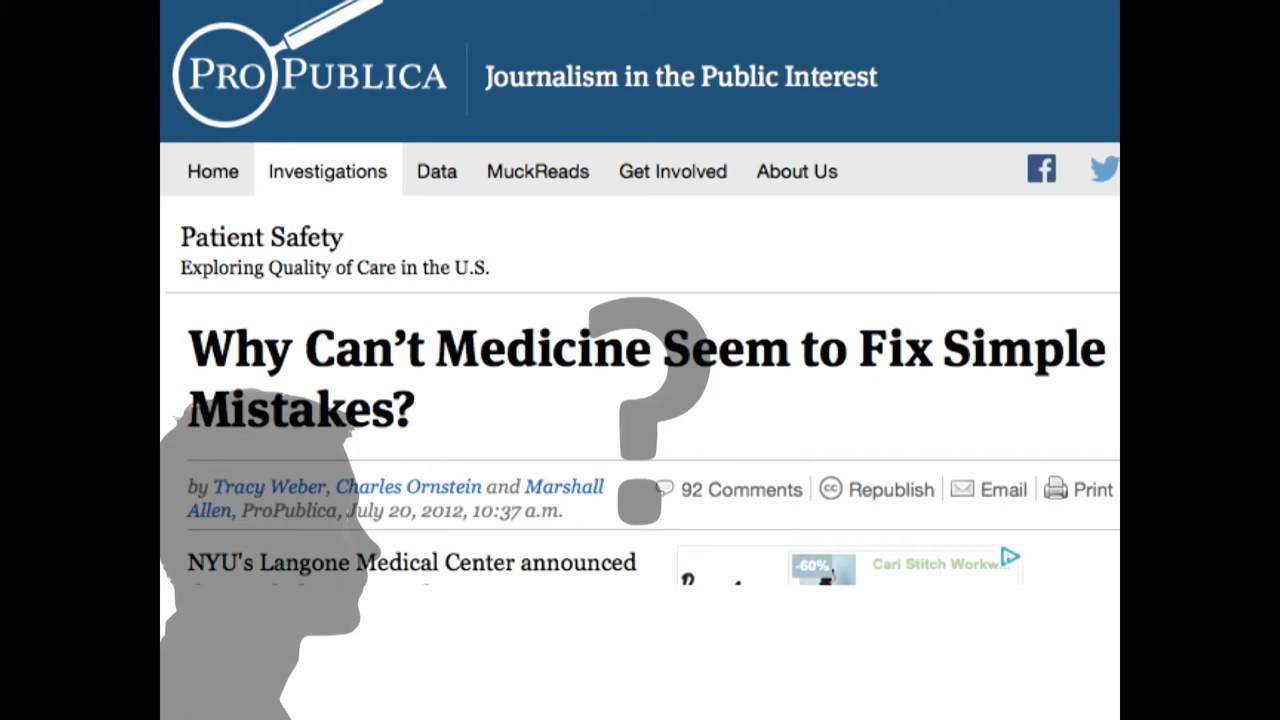 PROPUBLICA
Journalism in the Public Interest
Home Investigations Data MuckReads Get Involved About Us
Patient Safety
Exploring Quality of Care in the U.S.
Why Can't Medicine Seem to Fix Simple
Mistakes?
?
by Tracy Weber, Charles Ornstein and Marshall
Allen, ProPublica, July 20, 2012, 10:37 a.m.
92 Comments Republish Email Print
cc
NYU's Langone Medical Center announced
-60%
Cari Stitch Workw...